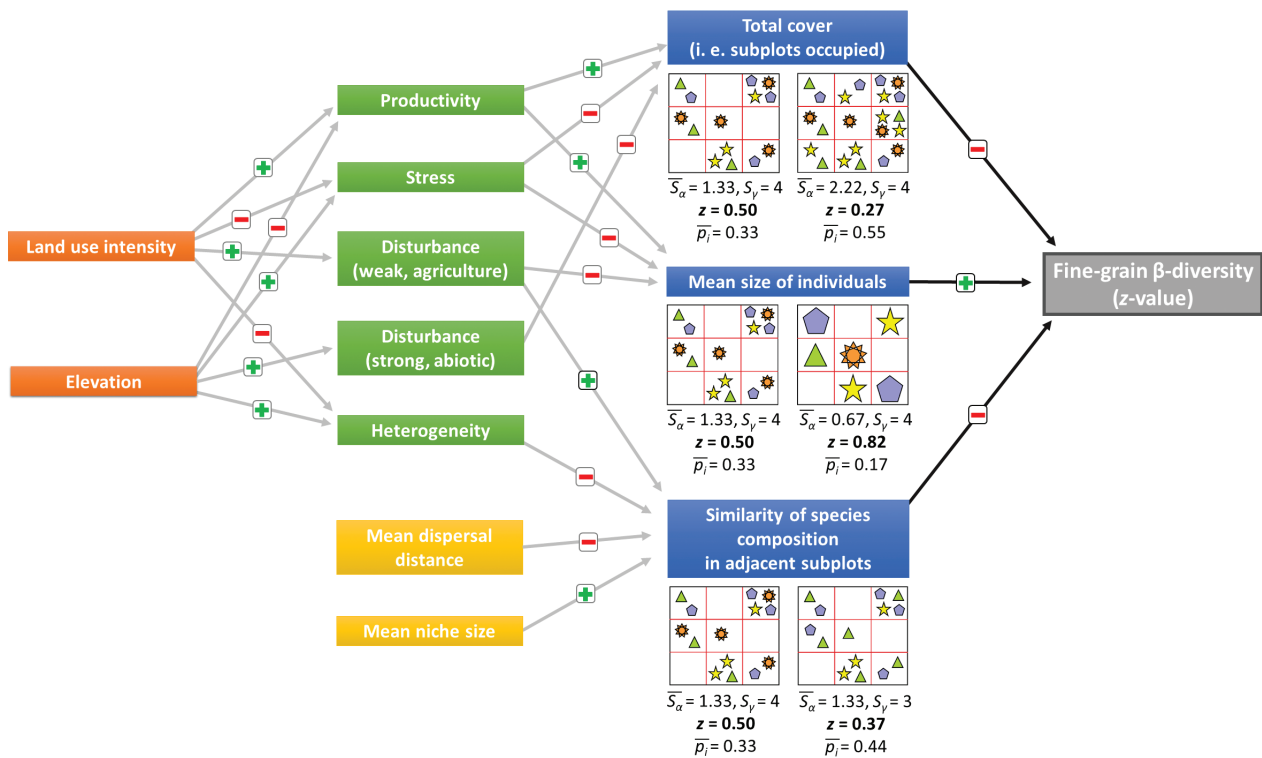 Land use intensity
Elevation
Productivity
Stress
Disturbance
(weak, agriculture)
Disturbance
(strong, abiotic)
Heterogeneity
Mean dispersal
distance
Mean niche size
Total cover
(i. e. subplots occupied)
S̅α = 1.33, Sγ = 4
z = 0.50
p̅i = 0.33
S̅α = 2.22, Sγ = 4
z = 0.27
p̅i = 0.55
Mean size of individuals
S̅α = 1.33, Sγ = 4
z = 0.50
p̅i = 0.33
S̅α = 0.67, Sγ = 4
z = 0.82
p̅i = 0.17
Similarity of species
composition
in adjacent subplots
S̅α = 1.33, Sγ = 4
z = 0.50
p̅i = 0.33
S̅α = 1.33, Sγ = 3
z = 0.37
p̅i = 0.44
Fine-grain β-diversity
(z-value)